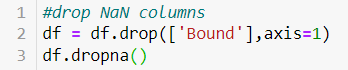 1 #drop NaN columns
2 df = df.drop(['Bound'],axis=1)
3 df.dropna()